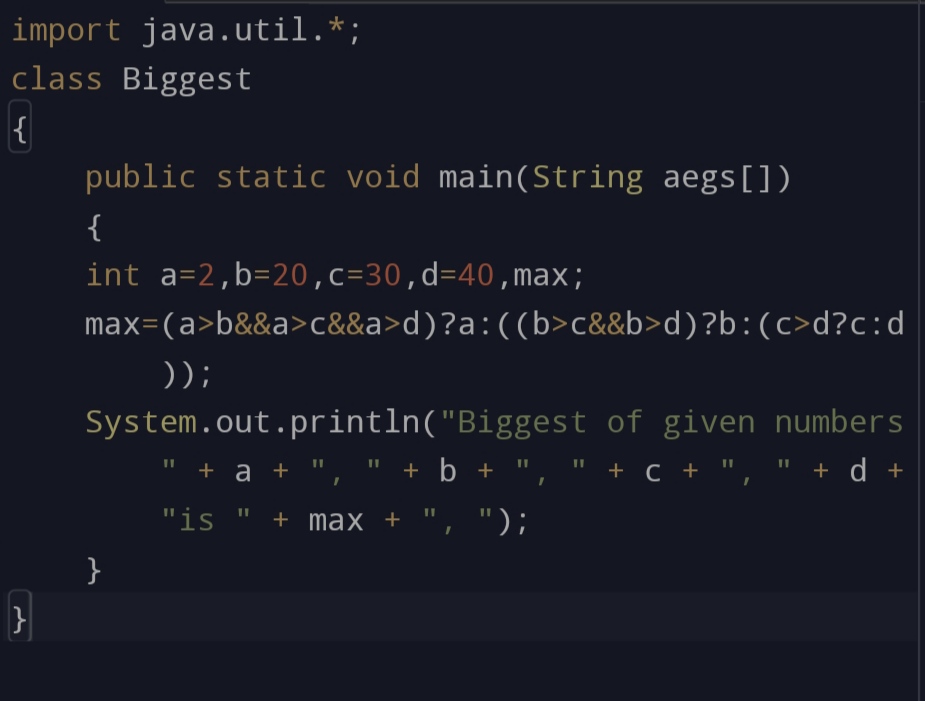 import java.util.*;
class Biggest
{
    public static void main(String aegs[])
    {
    int a=2,b=20,c=30,d=40,max;
    max=(a>b&&a>c&&a>d)?a:((b>c&&b>d)?b:(c>d?c:d
        ));
    System.out.println("Biggest of given numbers
        " + a + ", " + b + ", " + c + ", " + d +
        "is " + max + ", ");
    }
}